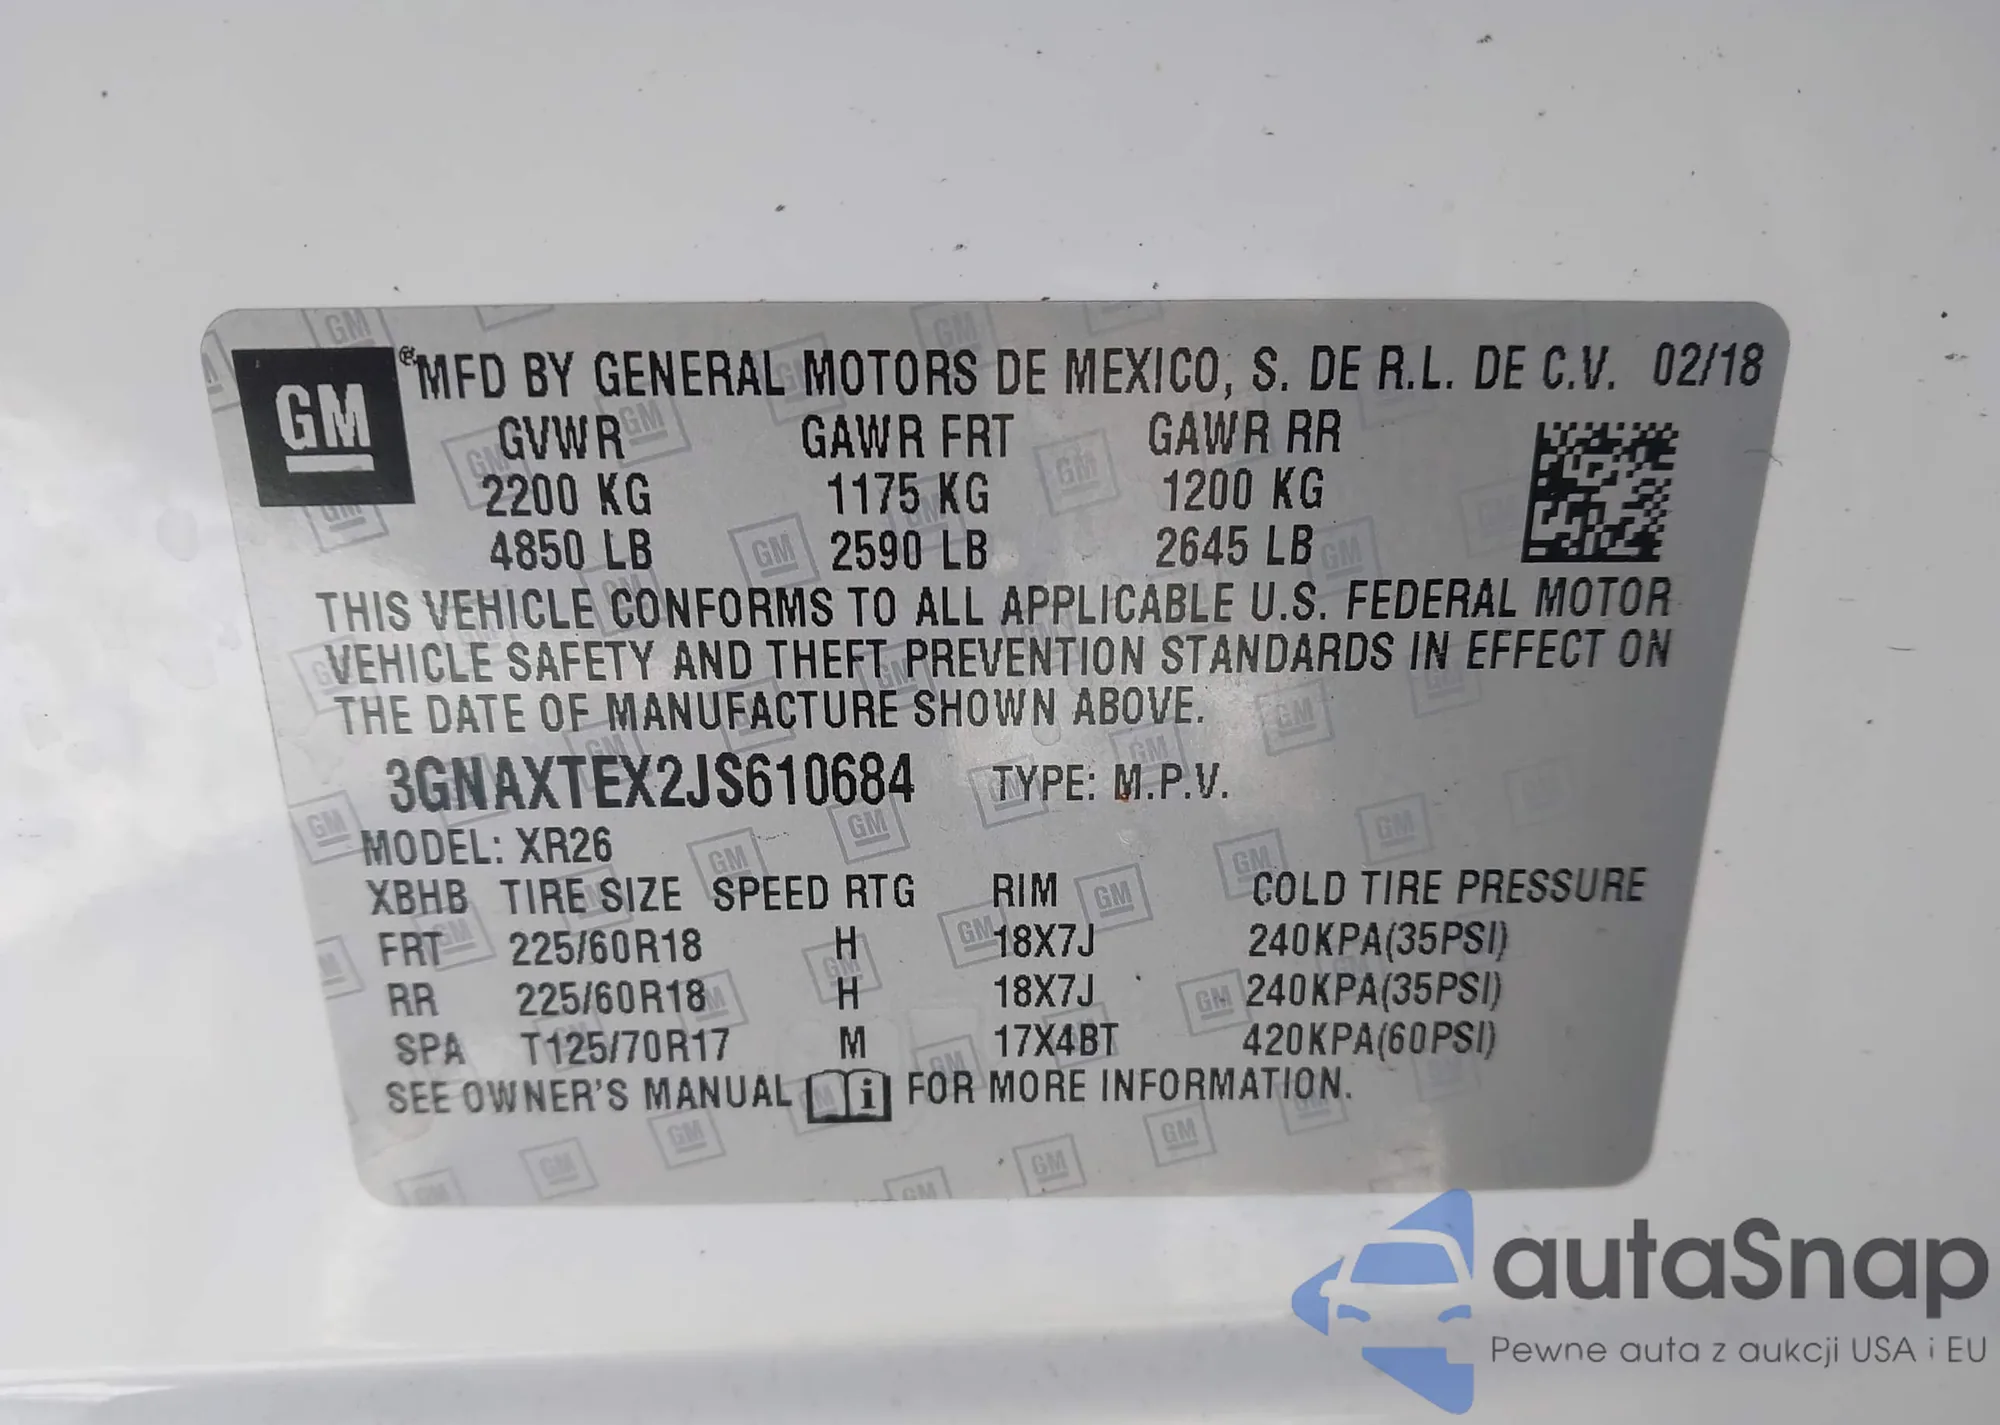 GM
® MFD BY GENERAL MOTORS DE MEXICO, S. DE R.L. DE C.V. 02/18
GVWR GAWR FRT GAWR RR
2200 KG 1175 KG 1200 KG
4850 LB 2590 LB 2645 LB
THIS VEHICLE CONFORMS TO ALL APPLICABLE U.S. FEDERAL MOTOR
VEHICLE SAFETY AND THEFT PREVENTION STANDARDS IN EFFECT ON
THE DATE OF MANUFACTURE SHOWN ABOVE.
3GNAXTEX2JS610684 TYPE: M.P.V.
MODEL: XR26
XBHB TIRE SIZE SPEED RTG RIM COLD TIRE PRESSURE
FRT 225/60R18 H 18X7J 240KPA(35PSI)
RR 225/60R18 H 18X7J 240KPA(35PSI)
SPA T125/70R17 M 17X4BT 420KPA(60PSI)
SEE OWNER'S MANUAL i FOR MORE INFORMATION.
autaSnap
Pewne auta z aukcji USA i EU